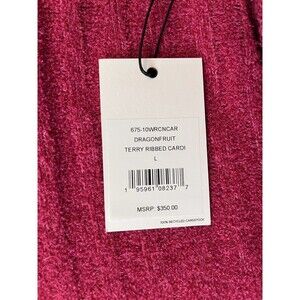 675-10WRCNCAR
DRAGONFRUIT
TERRY RIBBED CARDI
L
1 95961 08237 7
MSRP: $350.00
100% RECYCLED CARDSTOCK